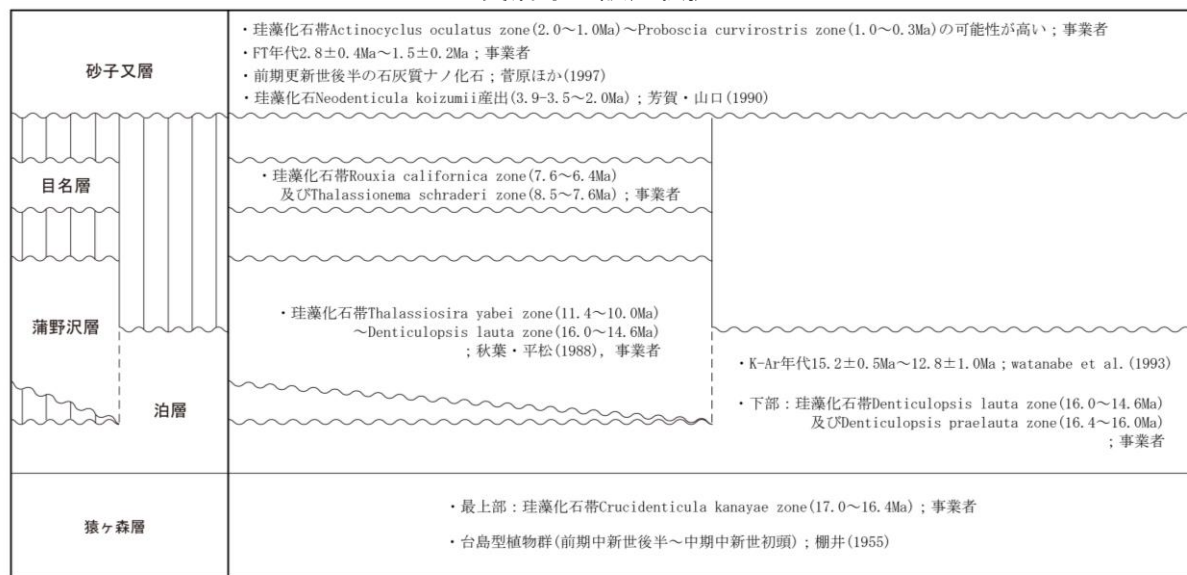 砂子又層
・珪藻化石帯Actinocyclus oculatus zone(2.0～1.0Ma)～Proboscia curvirostris zone(1.0～0.3Ma)の可能性が高い；事業者
・FT年代2.8±0.4Ma～1.5±0.2Ma；事業者
・前期更新世後半の石灰質ナノ化石；菅原ほか(1997)
・珪藻化石Neodenticula koizumii産出(3.9-3.5～2.0Ma)；芳賀・山口(1990)
目名層
・珪藻化石帯Rouxia californica zone(7.6～6.4Ma)
及びThalassionema schraderi zone(8.5～7.6Ma)；事業者
蒲野沢層
・珪藻化石帯Thalassiosira yabei zone(11.4～10.0Ma)
～Denticulopsis lauta zone(16.0～14.6Ma)
；秋葉・平松(1988)，事業者
泊層
・K-Ar年代15.2±0.5Ma～12.8±1.0Ma；watanabe et al.(1993)
・下部：珪藻化石帯Denticulopsis lauta zone(16.0～14.6Ma)
及びDenticulopsis praelauta zone(16.4～16.0Ma)
；事業者
猿ヶ森層
・最上部：珪藻化石帯Crucidenticula kanayae zone(17.0～16.4Ma)；事業者
・台島型植物群(前期中新世後半～中期中新世初頭)；棚井(1955)